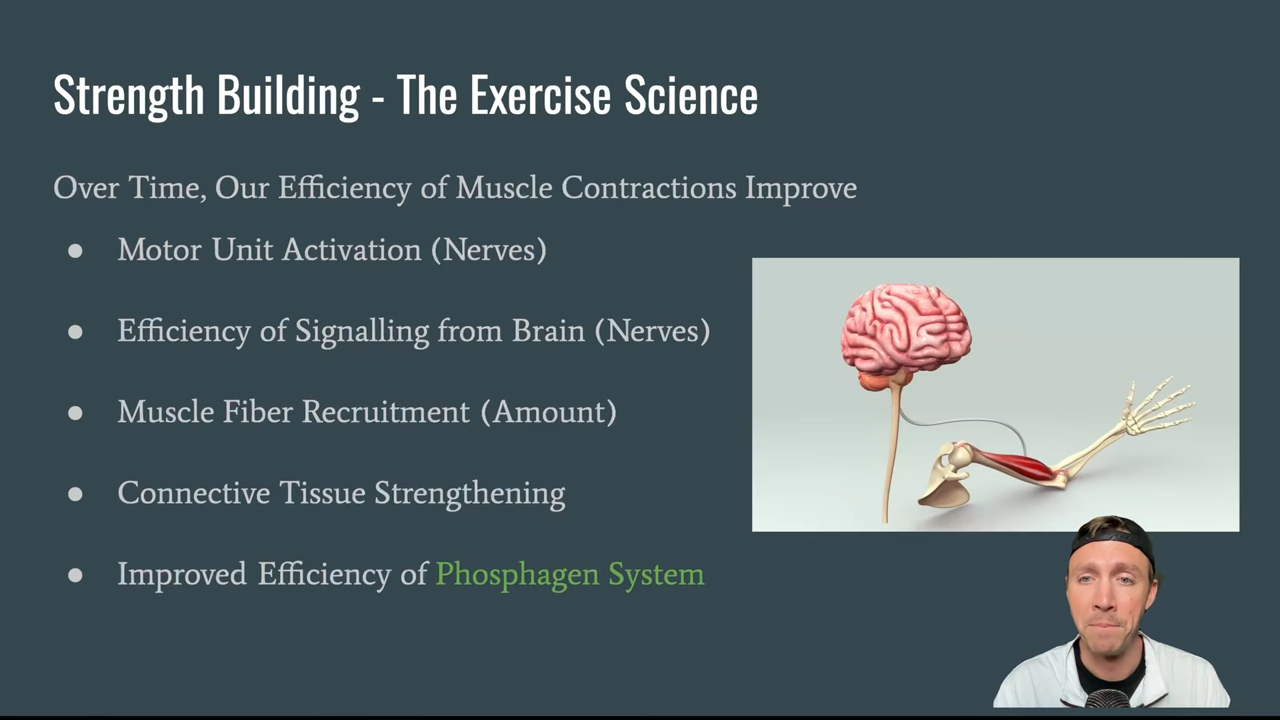 Strength Building - The Exercise Science
Over Time, Our Efficiency of Muscle Contractions Improve
● Motor Unit Activation (Nerves)
● Efficiency of Signalling from Brain (Nerves)
● Muscle Fiber Recruitment (Amount)
● Connective Tissue Strengthening
● Improved Efficiency of Phosphagen System